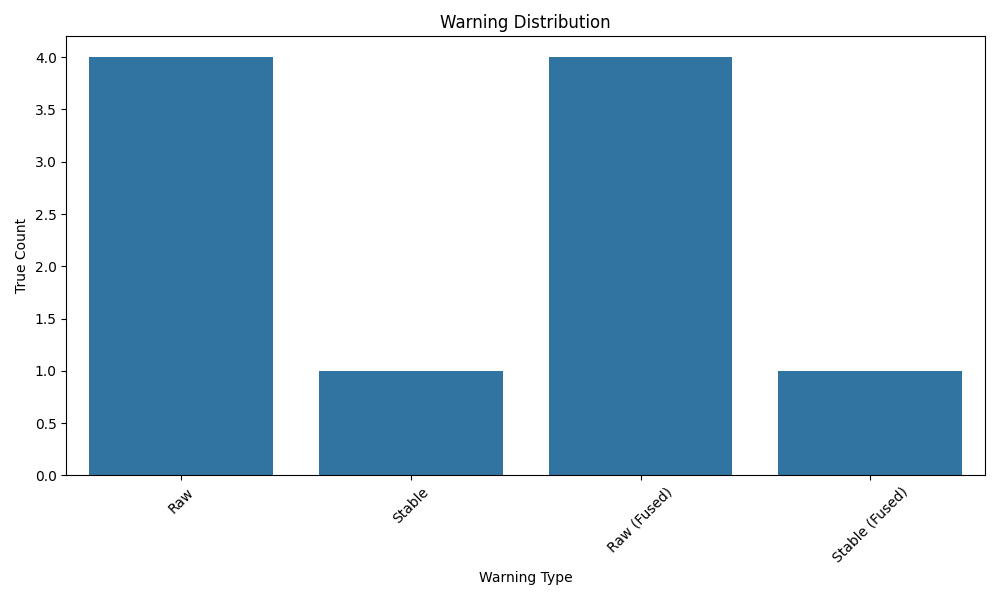 Warning Distribution
True Count
4.0
3.5
3.0
2.5
2.0
1.5
1.0
0.5
0.0
Raw
Stable
Raw (Fused)
Stable (Fused)
Warning Type